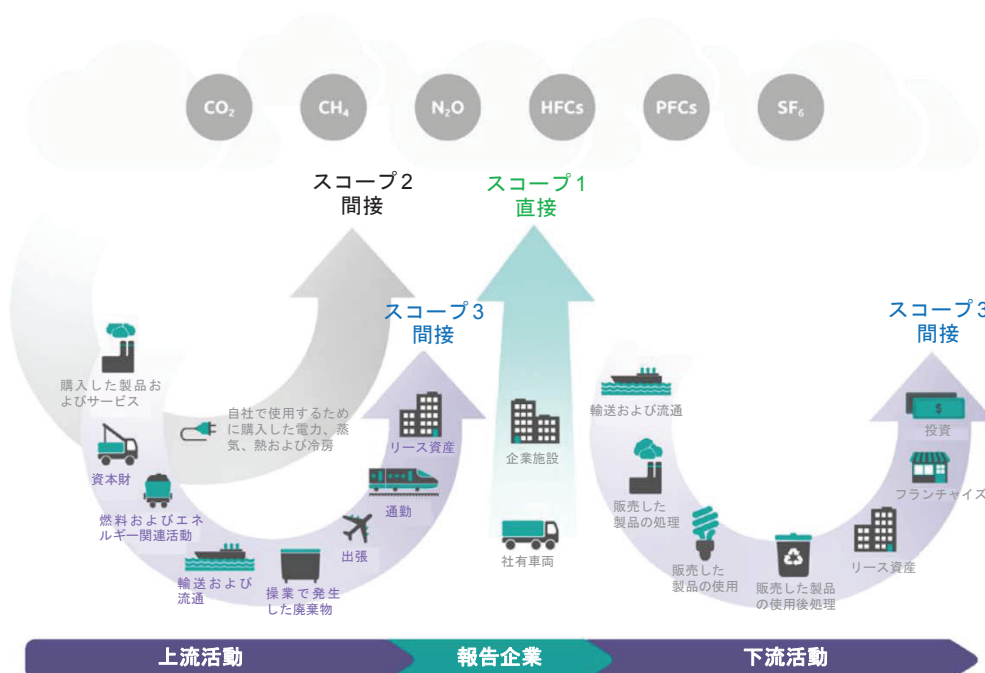 CO₂
CH₄
N₂O
HFCs
PFCs
SF₆
スコープ2
間接
スコープ1
直接
スコープ3
間接
スコープ3
間接
購入した製品お
よびサービス
自社で使用するため
に購入した電力、蒸
気、熱および冷房
資本財
燃料およびエネ
ルギー関連活動
輸送および
流通
操業で発生
した廃棄物
出張
通勤
リース資産
企業施設
社有車両
輸送および流通
販売した
製品の処理
販売した
製品の使用
販売した製品
の使用後処理
リース資産
フランチャイズ
$
投資
上流活動
報告企業
下流活動